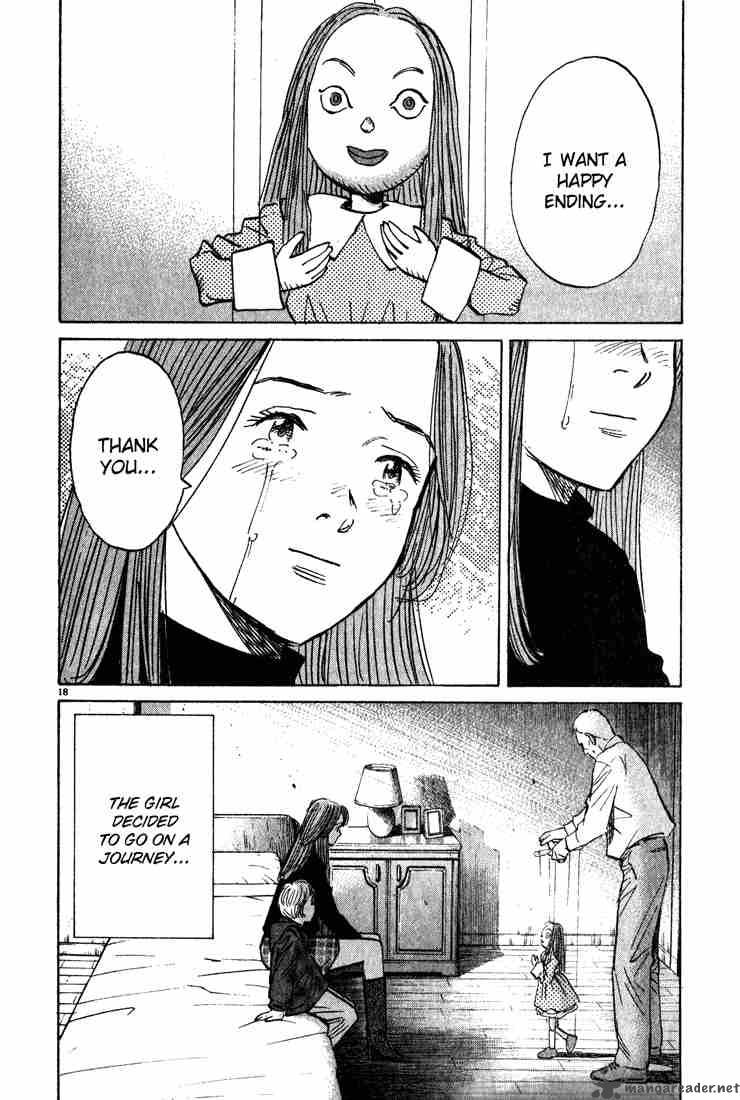 I WANT A
HAPPY
ENDING...
THANK
YOU...
18
THE GIRL
DECIDED
TO GO ON A
JOURNEY...
mangareader.net